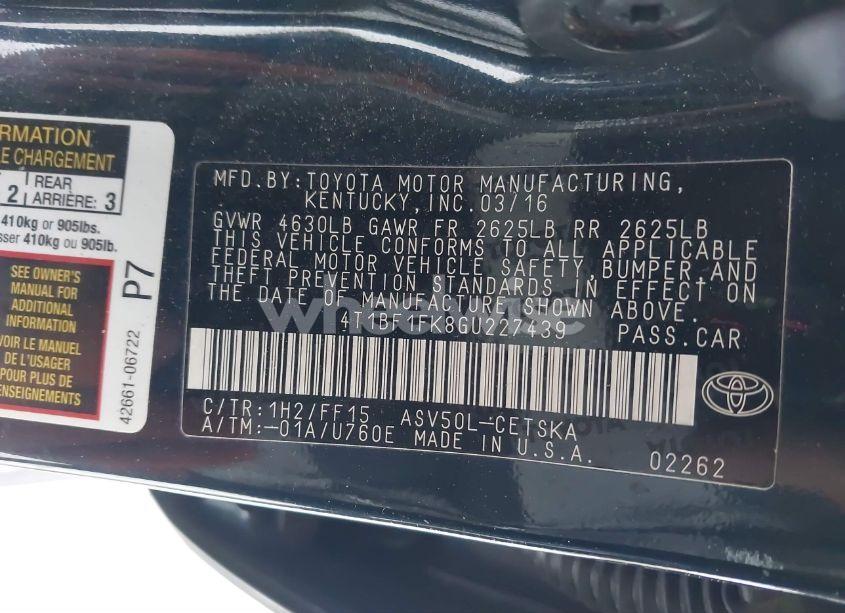 RMATION
LE CHARGEMENT
2 REAR
ARRIÈRE: 3
410kg or 905lbs.
sser 410kg ou 905lb.
SEE OWNER'S
MANUAL FOR
ADDITIONAL
INFORMATION
VOIR LE MANUEL
DE L'USAGER
POUR PLUS DE
RENSEIGNEMENTS
42661-06722
P7
MFD.BY:TOYOTA MOTOR MANUFACTURING,
KENTUCKY,INC.03/16
GVWR 4630LB GAWR FR 2625LB RR 2625LB
THIS VEHICLE CONFORMS TO ALL APPLICABLE
FEDERAL MOTOR VEHICLE SAFETY,BUMPER,AND
THEFT PREVENTION STANDARDS IN EFFECT ON
THE DATE OF MANUFACTURE SHOWN ABOVE.
4T1BF1FK8GU227439 PASS.CAR
C/TR:1H2/FF15 ASV50L-CETSKA
A/TM:-01A/U760E MADE IN U.S.A.
02262